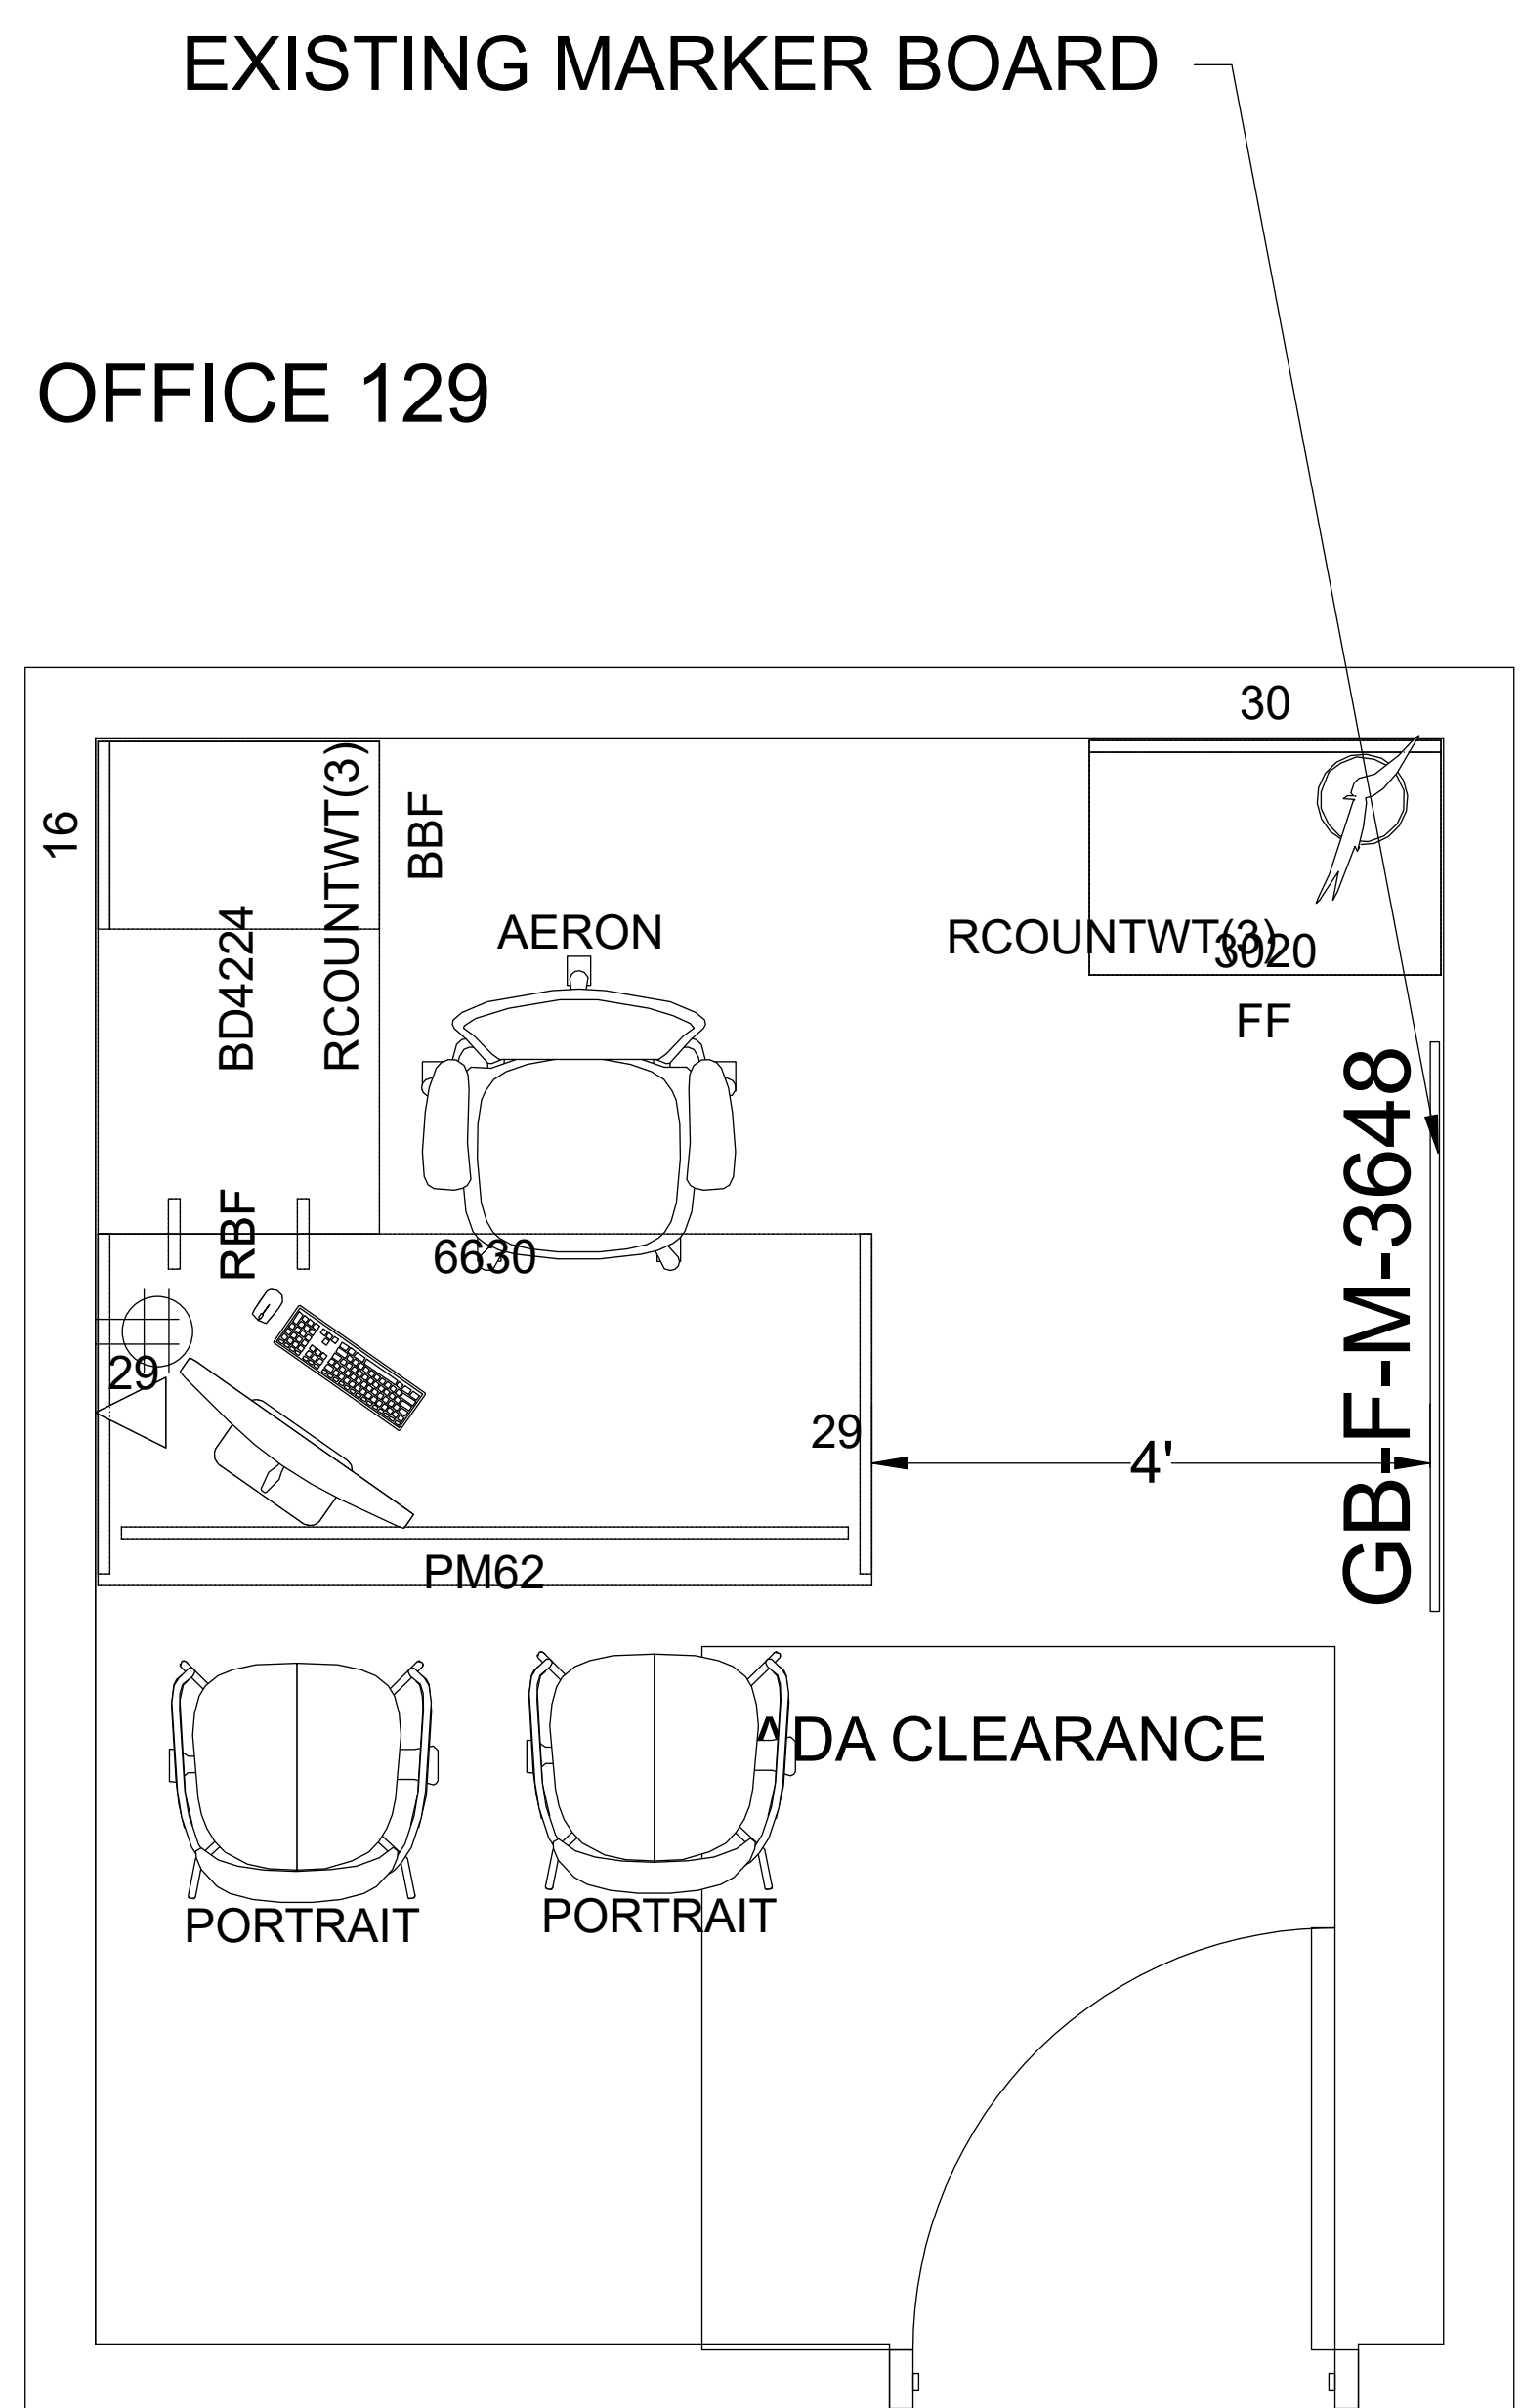 EXISTING MARKER BOARD
OFFICE 129
30
16
RCOUNTWT(3)
BBF
BD4224
AERON
RCOUNTWT(3)
3020
FF
GB-F-M-3648
RBF
6630
29
29
4'
PM62
ADA CLEARANCE
PORTRAIT
PORTRAIT